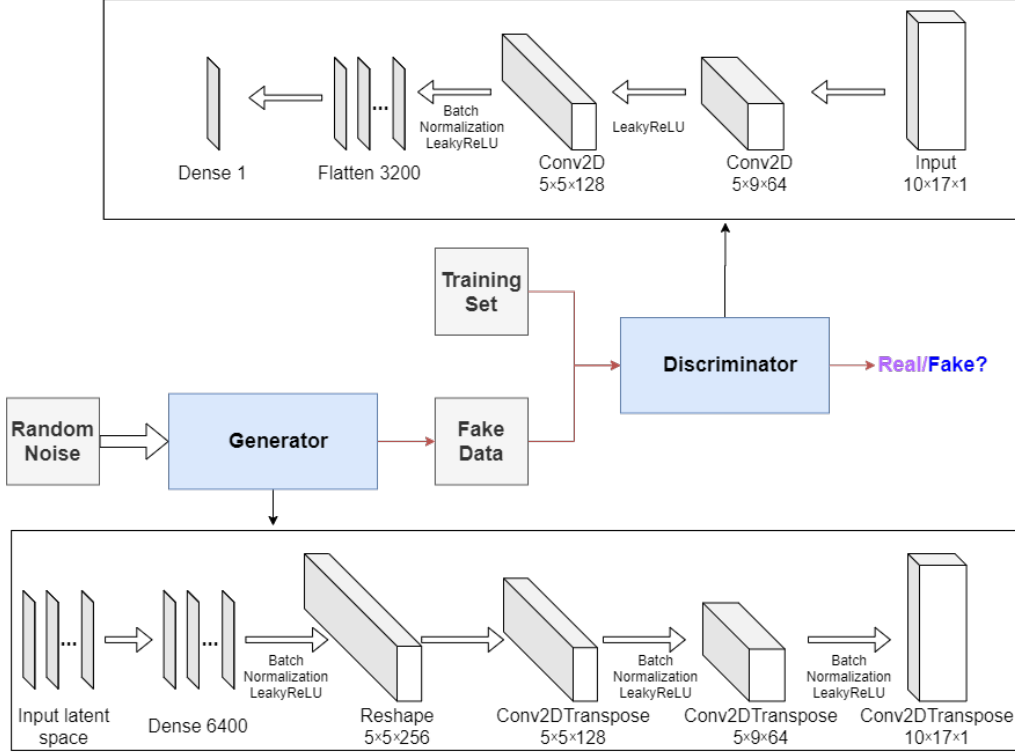 Batch
Normalization
LeakyReLU
LeakyReLU
Dense 1
Flatten 3200
Conv2D
5×5×128
Conv2D
5×9×64
Input
10×17×1
Training
Set
Discriminator
Real/Fake?
Random
Noise
Generator
Fake
Data
...
...
...
Batch
Normalization
LeakyReLU
Batch
Normalization
LeakyReLU
Batch
Normalization
LeakyReLU
Input latent
space
Dense 6400
Reshape
5×5×256
Conv2DTranspose
5×5×128
Conv2DTranspose
5×9×64
Conv2DTranspose
10×17×1